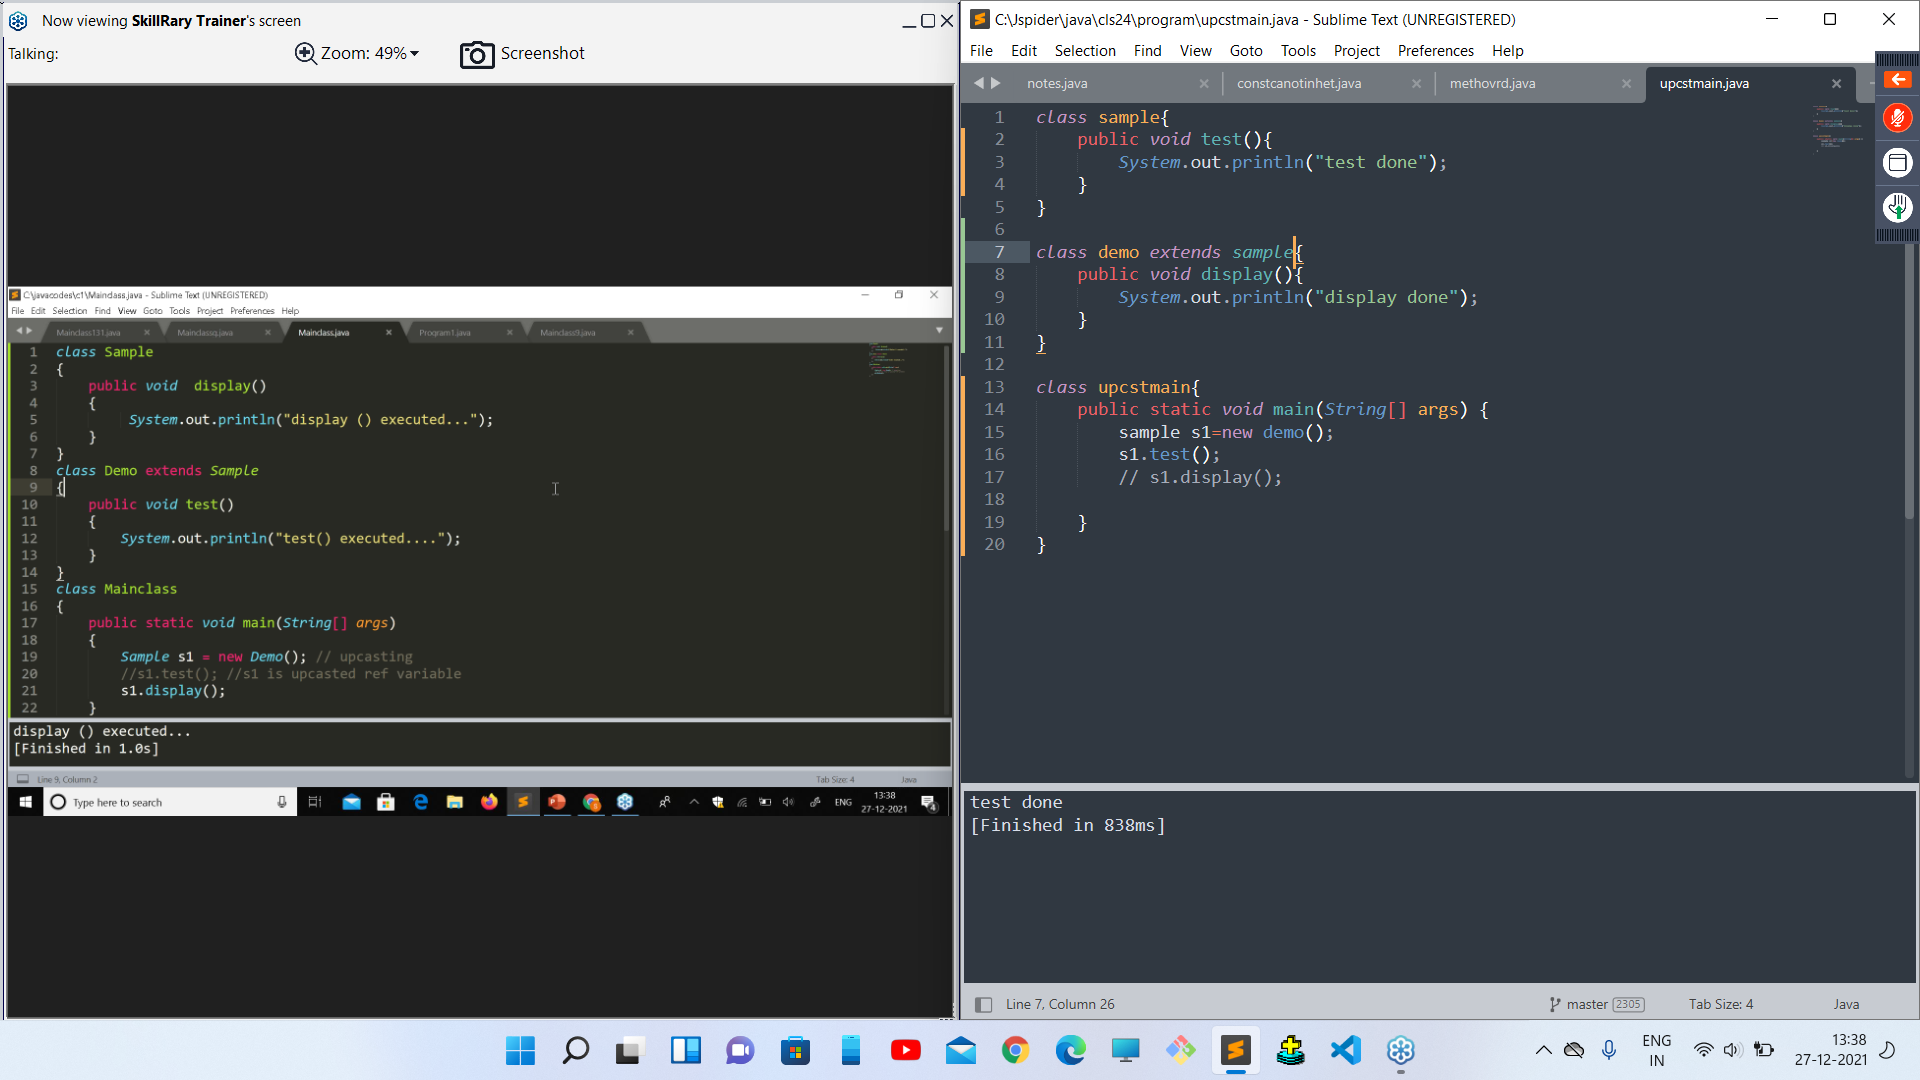 Now viewing SkillRary Trainer's screen
Talking:
Zoom: 49%
Screenshot
C:\javacodes\c1\Mainclass.java - Sublime Text (UNREGISTERED)
File Edit Selection Find View Goto Tools Project Preferences Help
Mainclass131.java
Mainclassq.java
Mainclass.java
Program1.java
Mainclass9.java
1 class Sample
2 {
3 public void display()
4 {
5 System.out.println("display () executed...");
6 }
7 }
8 class Demo extends Sample
9 {
10 public void test()
11 {
12 System.out.println("test() executed....");
13 }
14 }
15 class Mainclass
16 {
17 public static void main(String[] args)
18 {
19 Sample s1 = new Demo(); // upcasting
20 //s1.test(); //s1 is upcasted ref variable
21 s1.display();
22 }
display () executed...
[Finished in 1.0s]
Line 9, Column 2
Tab Size: 4
Java
Type here to search
ENG
13:38
27-12-2021
4
C:\Jspider\java\cls24\program\upcstmain.java - Sublime Text (UNREGISTERED)
File Edit Selection Find View Goto Tools Project Preferences Help
notes.java
constcanotinhet.java
methovrd.java
upcstmain.java
1 class sample{
2 public void test(){
3 System.out.println("test done");
4 }
5 }
6
7 class demo extends sample{
8 public void display(){
9 System.out.println("display done");
10 }
11 }
12
13 class upcstmain{
14 public static void main(String[] args) {
15 sample s1=new demo();
16 s1.test();
17 // s1.display();
18
19 }
20 }
test done
[Finished in 838ms]
Line 7, Column 26
master 2305
Tab Size: 4
Java
ENG
IN
13:38
27-12-2021